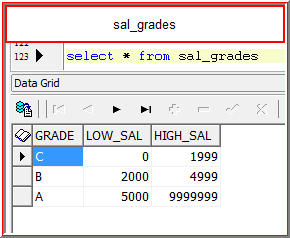 sal_grades
122
123 select * from sal_grades
Data Grid
GRADE LOW_SAL HIGH_SAL
C 0 1999
B 2000 4999
A 5000 9999999